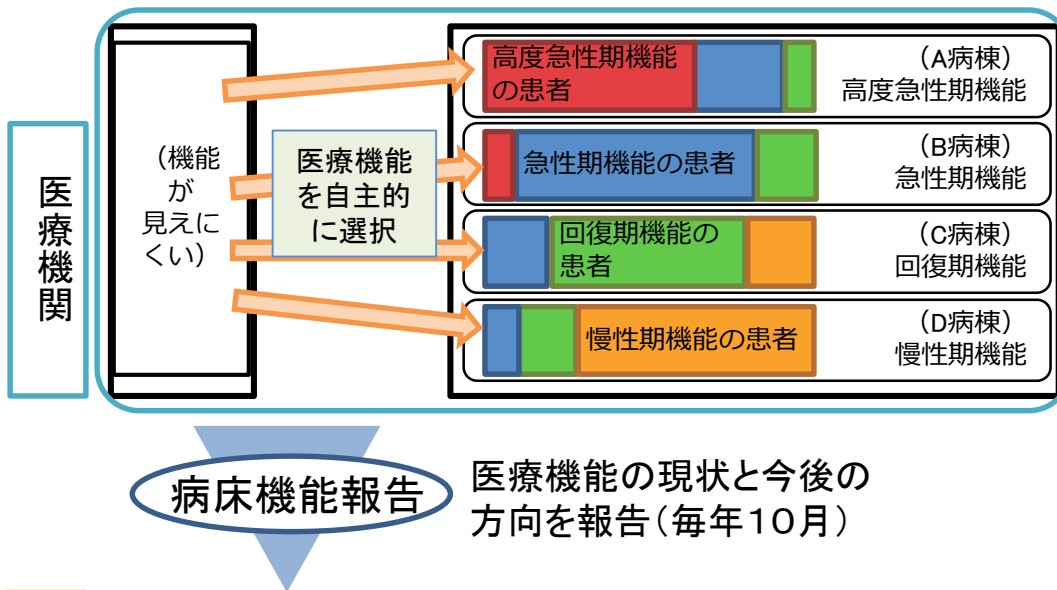 医療機関
(機能
が
見えに
くい)
医療機能
を自主的
に選択
高度急性期機能
の患者
(A病棟)
高度急性期機能
急性期機能の患者
(B病棟)
急性期機能
回復期機能の
患者
(C病棟)
回復期機能
慢性期機能の患者
(D病棟)
慢性期機能
病床機能報告
医療機能の現状と今後の
方向を報告(毎年10月)